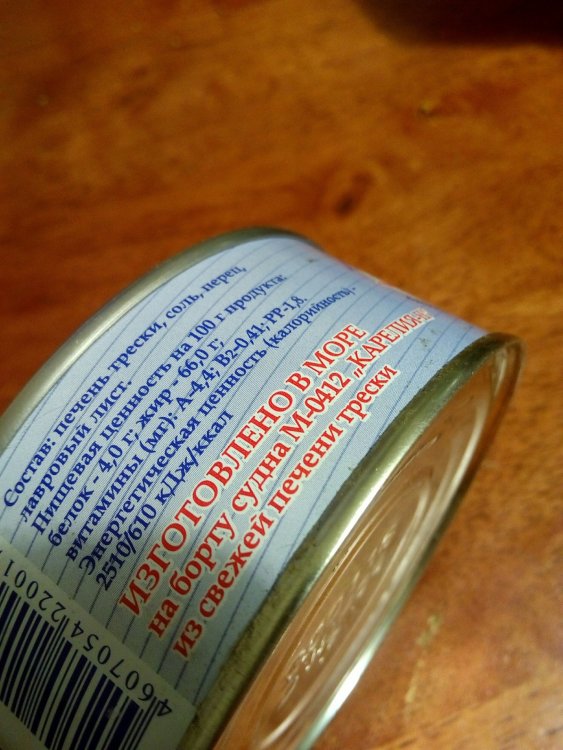 Состав: печень трески, соль, перец,
лавровый лист.
Пищевая ценность на 100 г продукта:
белок - 4,0 г; жир - 66,0 г;
витамины (мг): А-4,4; В2-0,41; РР-1,8.
Энергетическая ценность (калорийность)-
2510/610 кДж/ккал
ИЗГОТОВЛЕНО В МОРЕ
на борту судна М-0412 „КАРЕЛИЯ
из свежей печени трески
460705422001